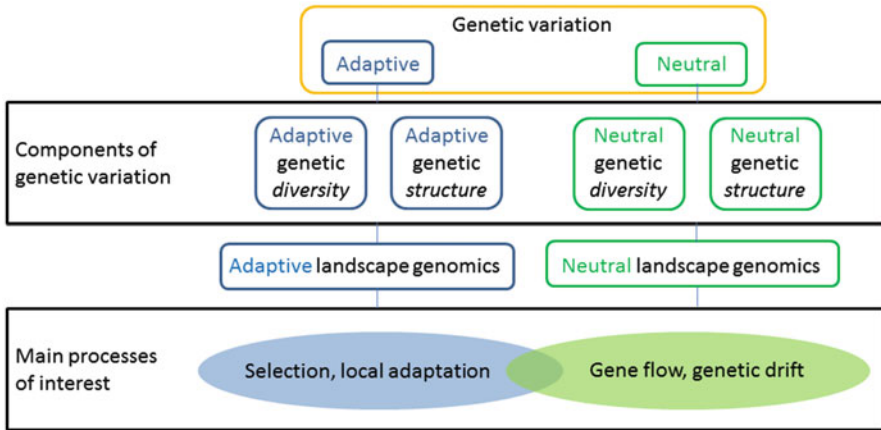 Genetic variation
Adaptive
Neutral
Components of
genetic variation
Adaptive
genetic
diversity
Adaptive
genetic
structure
Neutral
genetic
diversity
Neutral
genetic
structure
Adaptive landscape genomics
Neutral landscape genomics
Main processes
of interest
Selection, local adaptation
Gene flow, genetic drift